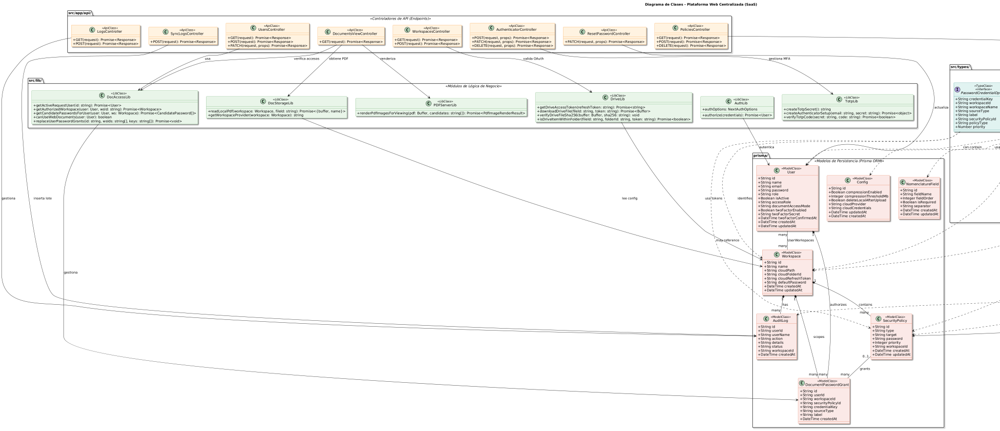 Diagrama de Clases - Plataforma Web Centralizada (SaaS)
src/app/api/
«Controladores de API (Endpoints)»
«ApiClass»
LogsController
+GET(request): Promise<Response>
+POST(request): Promise<Response>
«ApiClass»
SyncLogsController
+POST(request): Promise<Response>
«ApiClass»
UsersController
+GET(request): Promise<Response>
+POST(request): Promise<Response>
+PATCH(request, props): Promise<Response>
«ApiClass»
DocumentsViewController
+GET(request): Promise<Response>
«ApiClass»
WorkspacesController
+GET(request): Promise<Response>
+POST(request): Promise<Response>
«ApiClass»
AuthenticatorController
+POST(request, props): Promise<Response>
+PATCH(request, props): Promise<Response>
+DELETE(request, props): Promise<Response>
«ApiClass»
ResetPasswordController
+PATCH(request, props): Promise<Response>
«ApiClass»
PoliciesController
+GET(request): Promise<Response>
+POST(request): Promise<Response>
+DELETE(request): Promise<Response>
usa
verifica accesos
obtiene PDF
renderiza
valida OAuth
gestiona MFA
actualiza
src/lib/
«Módulos de Lógica de Negocio»
«LibClass»
DocAccessLib
+getActiveRequestUser(id: string): Promise<User>
+getAuthorizedWorkspace(user: User, wsId: string): Promise<Workspace>
+getCandidatePasswordsForUser(user: User, ws: Workspace): Promise<CandidatePassword[]>
+canUseWebDocuments(user: User): boolean
+replaceUserPasswordGrants(id: string, wsIds: string[], keys: string[]): Promise<void>
«LibClass»
DocStorageLib
+readLocalPdf(workspace: Workspace, fileId: string): Promise<{buffer, name}>
+getWorkspaceProvider(workspace: Workspace): string
«LibClass»
PDFServerLib
+renderPdfImagesForViewing(pdf: Buffer, candidates: string[]): Promise<PdfImageRenderResult>
«LibClass»
DriveLib
+getDriveAccessToken(refreshToken: string): Promise<string>
+downloadDriveFile(fileId: string, token: string): Promise<Buffer>
+verifyDriveFileSha256(buffer: Buffer, sha256: string): void
+isDriveItemWithinFolder(fileId: string, folderId: string, token: string): Promise<boolean>
«LibClass»
AuthLib
+authOptions: NextAuthOptions
+authorize(credentials): Promise<User>
«LibClass»
TotpLib
+createTotpSecret(): string
+createAuthenticatorSetup(email: string, secret: string): Promise<object>
+verifyTotpCode(secret: string, code: string): Promise<boolean>
src/types/
«TypeClass»
«interface»
PasswordCredentialOp
+String credentialKey
+String workspaceId
+String workspaceName
+String sourceType
+String label
+String securityPolicyId
+String policyType
+Number priority
autentica
can contain
usa
gestiona
inserta lote
gestiona
lee config
usa tokens
identifies
may reference
prisma/
«Modelos de Persistencia (Prisma ORM)»
«ModelClass»
User
+String id
+String name
+String email
+String password
+String role
+Boolean isActive
+String accessRole
+String documentAccessMode
+Boolean twoFactorEnabled
+String twoFactorSecret
+DateTime twoFactorConfirmedAt
+DateTime createdAt
+DateTime updatedAt
«ModelClass»
Config
+String id
+Boolean compressionEnabled
+Integer compressionThresholdMb
+Boolean deleteLocalAfterUpload
+String cloudProvider
+String cloudCredentials
+DateTime updatedAt
+DateTime createdAt
«ModelClass»
NomenclatureField
+String id
+String fieldName
+Integer fieldOrder
+Boolean isRequired
+String separator
+DateTime createdAt
+DateTime updatedAt
many
1
UserWorkspaces
many
«ModelClass»
Workspace
+String id
+String name
+String cloudPath
+String cloudFolderId
+String cloudRefreshToken
+String defaultPassword
+DateTime createdAt
+DateTime updatedAt
1
1
1
has
authorizes
contains
many
many
«ModelClass»
AuditLog
+String id
+String userId
+String userName
+String action
+String details
+String status
+String workspaceId
+DateTime createdAt
«ModelClass»
SecurityPolicy
+String id
+String type
+String target
+String password
+Integer priority
+String workspaceId
+DateTime createdAt
+DateTime updatedAt
scopes
0..1
grants
many
many
many
«ModelClass»
DocumentPasswordGrant
+String id
+String userId
+String workspaceId
+String securityPolicyId
+String credentialKey
+String sourceType
+String label
+DateTime createdAt